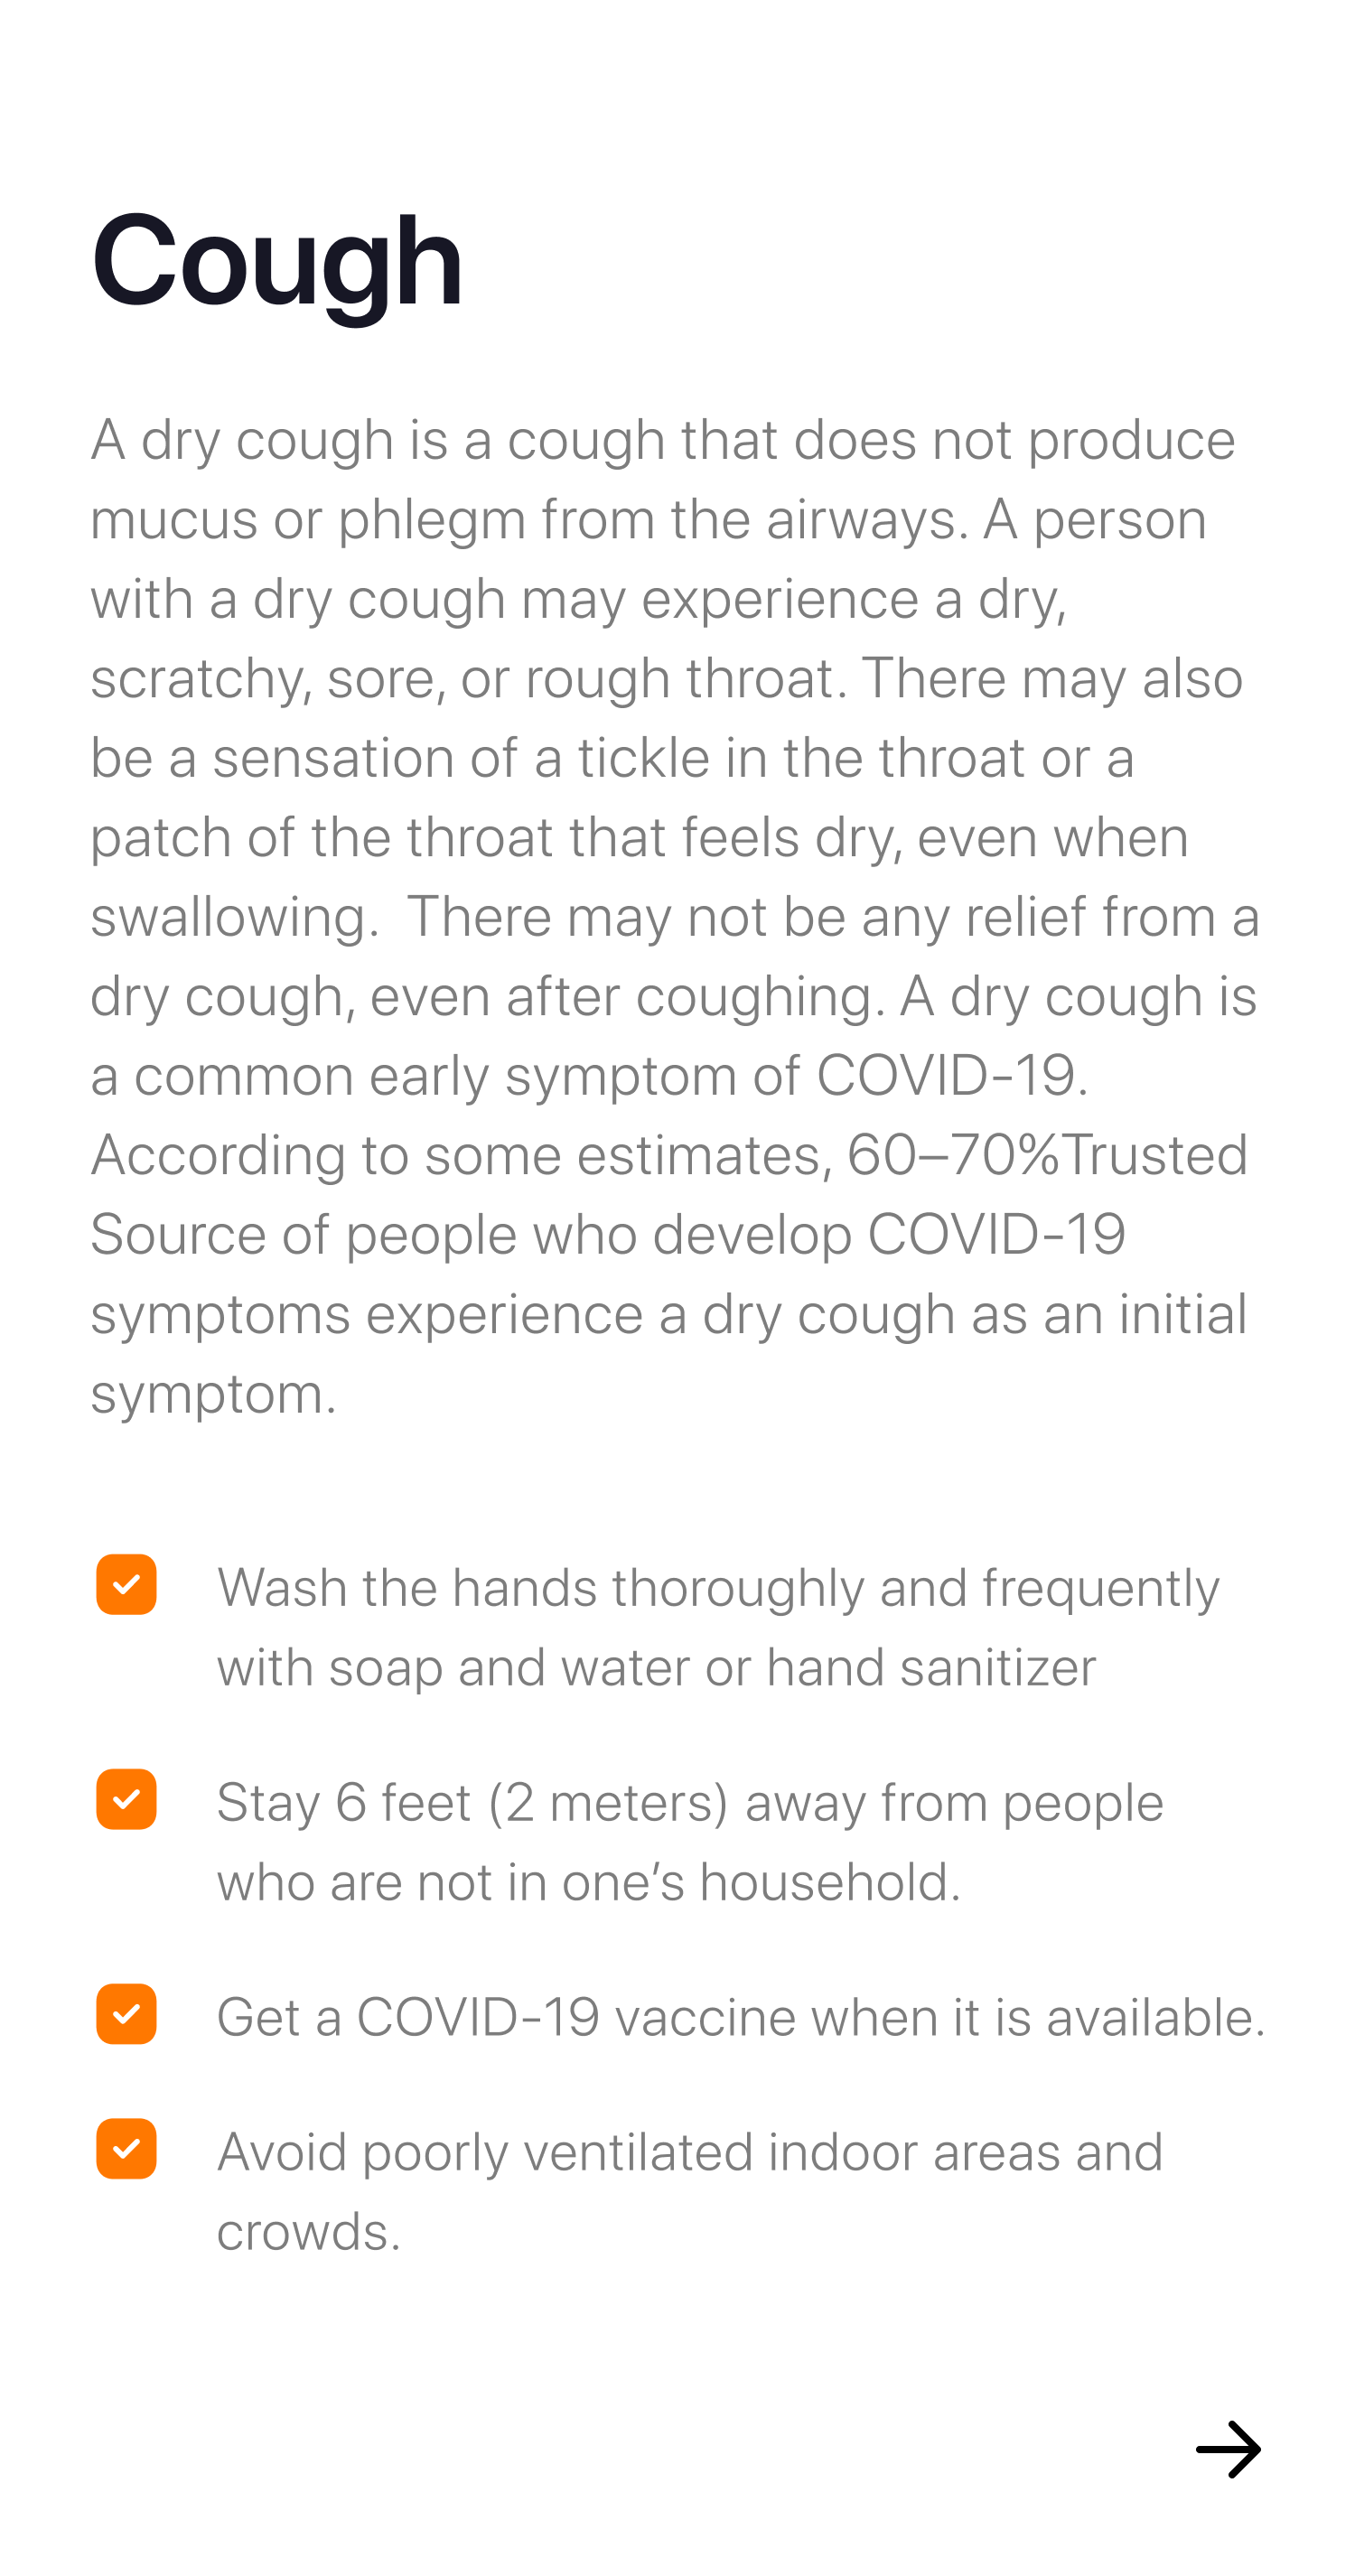 Cough
A dry cough is a cough that does not produce
mucus or phlegm from the airways. A person
with a dry cough may experience a dry,
scratchy, sore, or rough throat. There may also
be a sensation of a tickle in the throat or a
patch of the throat that feels dry, even when
swallowing.  There may not be any relief from a
dry cough, even after coughing. A dry cough is
a common early symptom of COVID-19.
According to some estimates, 60–70%Trusted
Source of people who develop COVID-19
symptoms experience a dry cough as an initial
symptom.
Wash the hands thoroughly and frequently
with soap and water or hand sanitizer
Stay 6 feet (2 meters) away from people
who are not in one’s household.
Get a COVID-19 vaccine when it is available.
Avoid poorly ventilated indoor areas and
crowds.